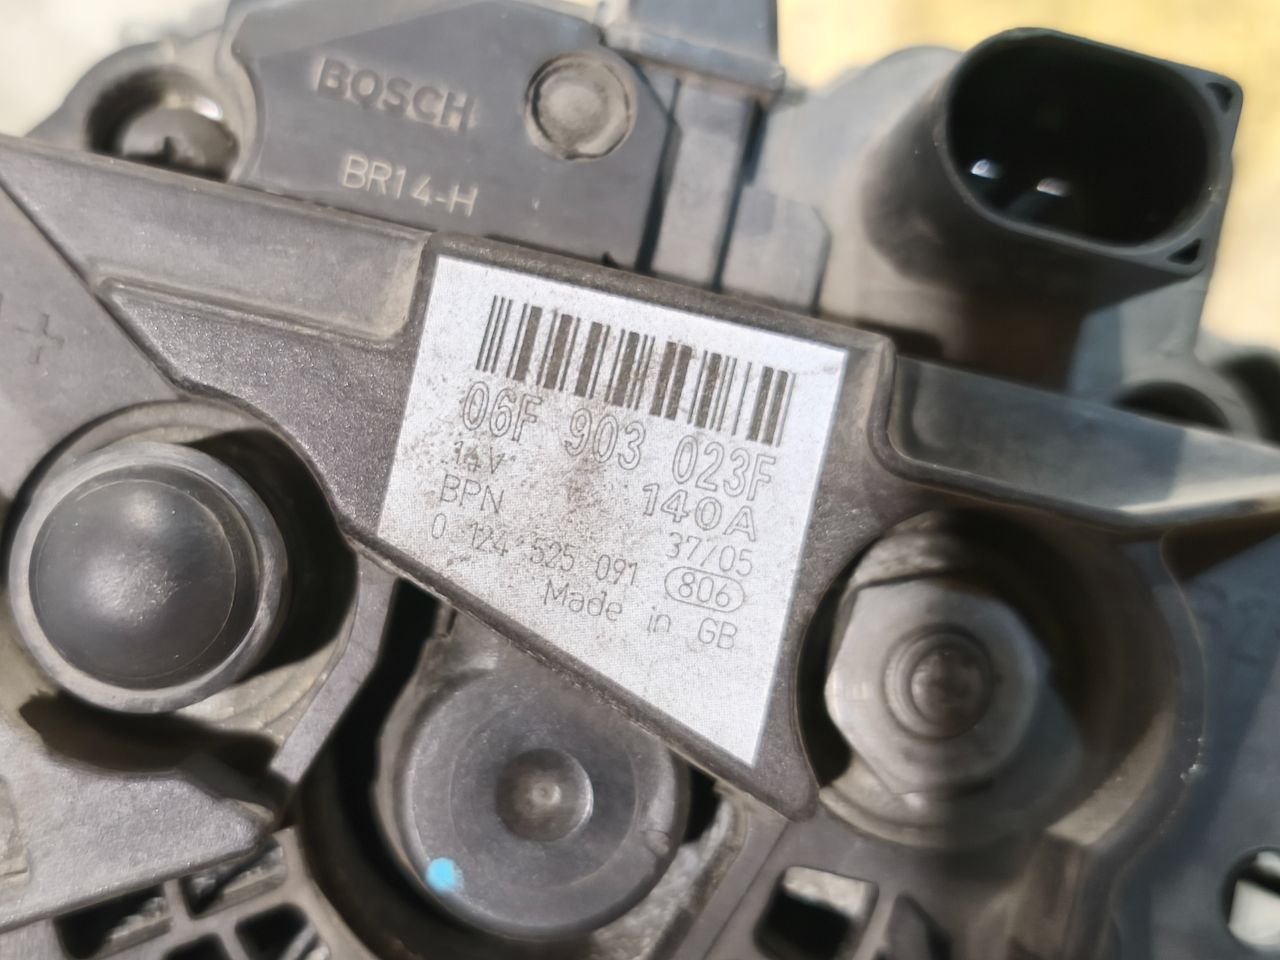 BOSCH
BR14-H
+
06F 903 023F
14V 140A
BPN 37/05
0 124 525 091 806
Made in GB